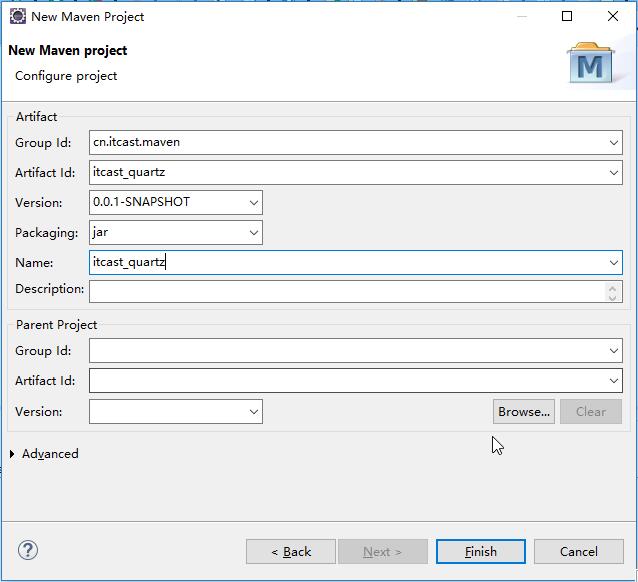 New Maven Project
New Maven project
Configure project
M
Artifact
Group Id: cn.itcast.maven
Artifact Id: itcast_quartz
Version: 0.0.1-SNAPSHOT
Packaging: jar
Name: itcast_quartz
Description:
Parent Project
Group Id:
Artifact Id:
Version:
Browse... Clear
Advanced
? < Back Next > Finish Cancel